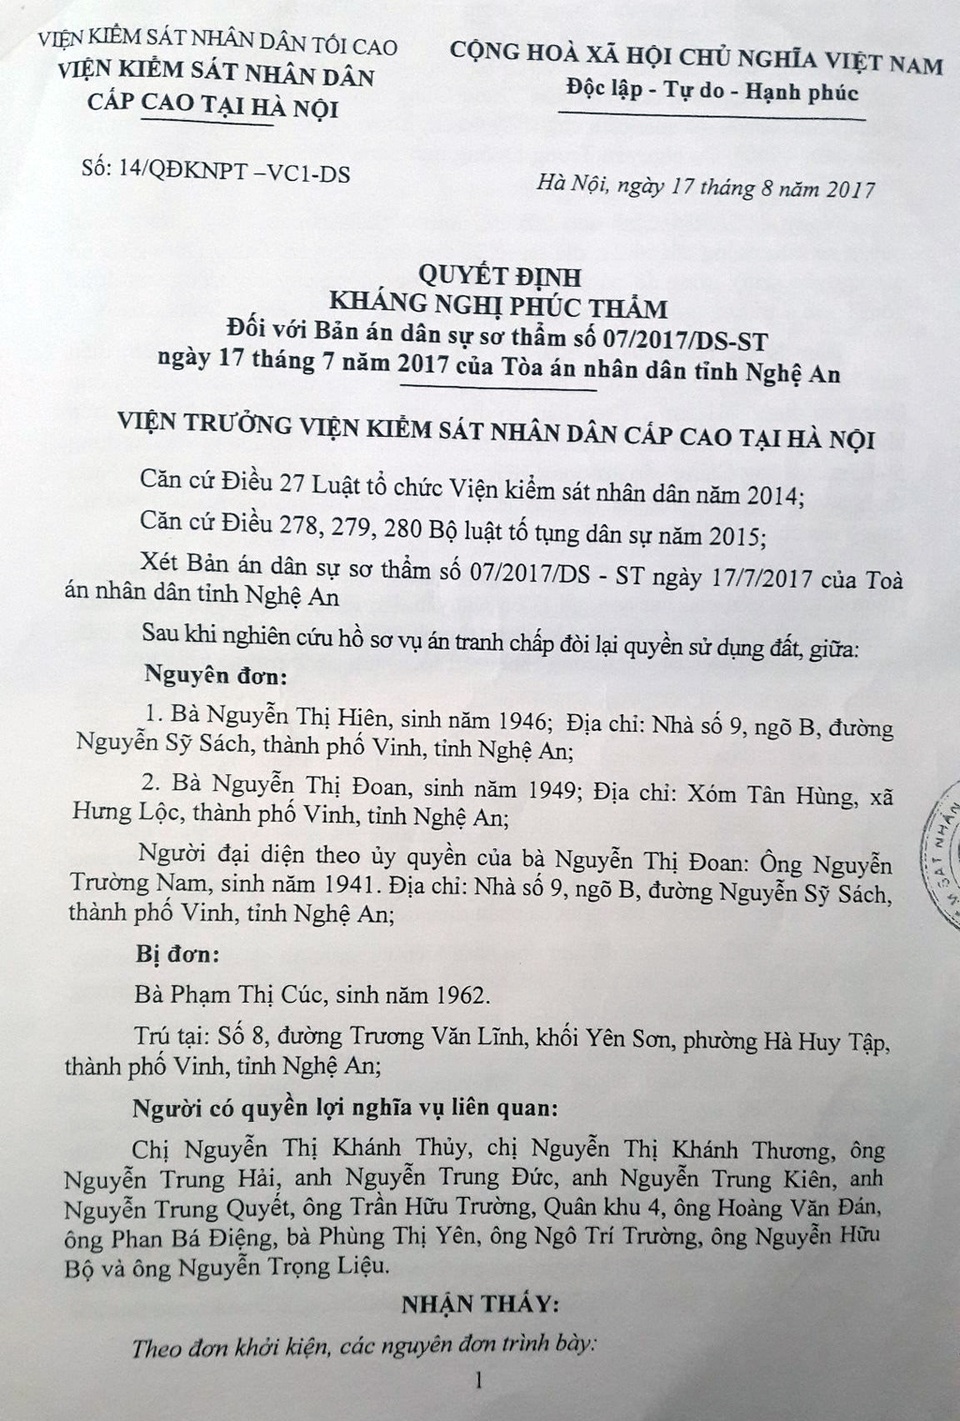 VIỆN KIỂM SÁT NHÂN DÂN TỐI CAO
VIỆN KIỂM SÁT NHÂN DÂN
CẤP CAO TẠI HÀ NỘI
CỘNG HOÀ XÃ HỘI CHỦ NGHĨA VIỆT NAM
Độc lập - Tự do - Hạnh phúc
Số: 14/QĐKNPT –VC1-DS
Hà Nội, ngày 17 tháng 8 năm 2017
QUYẾT ĐỊNH
KHÁNG NGHỊ PHÚC THẨM
Đối với Bản án dân sự sơ thẩm số 07/2017/DS-ST
ngày 17 tháng 7 năm 2017 của Tòa án nhân dân tỉnh Nghệ An
VIỆN TRƯỞNG VIỆN KIỂM SÁT NHÂN DÂN CẤP CAO TẠI HÀ NỘI
Căn cứ Điều 27 Luật tổ chức Viện kiểm sát nhân dân năm 2014;
Căn cứ Điều 278, 279, 280 Bộ luật tố tụng dân sự năm 2015;
Xét Bản án dân sự sơ thẩm số 07/2017/DS - ST ngày 17/7/2017 của Toà
án nhân dân tỉnh Nghệ An
Sau khi nghiên cứu hồ sơ vụ án tranh chấp đòi lại quyền sử dụng đất, giữa:
Nguyên đơn:
1. Bà Nguyễn Thị Hiên, sinh năm 1946; Địa chỉ: Nhà số 9, ngõ B, đường
Nguyễn Sỹ Sách, thành phố Vinh, tỉnh Nghệ An;
2. Bà Nguyễn Thị Đoan, sinh năm 1949; Địa chỉ: Xóm Tân Hùng, xã
Hưng Lộc, thành phố Vinh, tỉnh Nghệ An;
Người đại diện theo ủy quyền của bà Nguyễn Thị Đoan: Ông Nguyễn
Trường Nam, sinh năm 1941. Địa chỉ: Nhà số 9, ngõ B, đường Nguyễn Sỹ Sách,
thành phố Vinh, tỉnh Nghệ An;
Bị đơn:
Bà Phạm Thị Cúc, sinh năm 1962.
Trú tại: Số 8, đường Trương Văn Lĩnh, khối Yên Sơn, phường Hà Huy Tập,
thành phố Vinh, tỉnh Nghệ An;
Người có quyền lợi nghĩa vụ liên quan:
Chị Nguyễn Thị Khánh Thủy, chị Nguyễn Thị Khánh Thương, ông
Nguyễn Trung Hải, anh Nguyễn Trung Đức, anh Nguyễn Trung Kiên, anh
Nguyễn Trung Quyết, ông Trần Hữu Trường, Quân khu 4, ông Hoàng Văn Đán,
ông Phan Bá Điệng, bà Phùng Thị Yên, ông Ngô Trí Trường, ông Nguyễn Hữu
Bộ và ông Nguyễn Trọng Liệu.
NHẬN THẤY:
Theo đơn khởi kiện, các nguyên đơn trình bày:
1